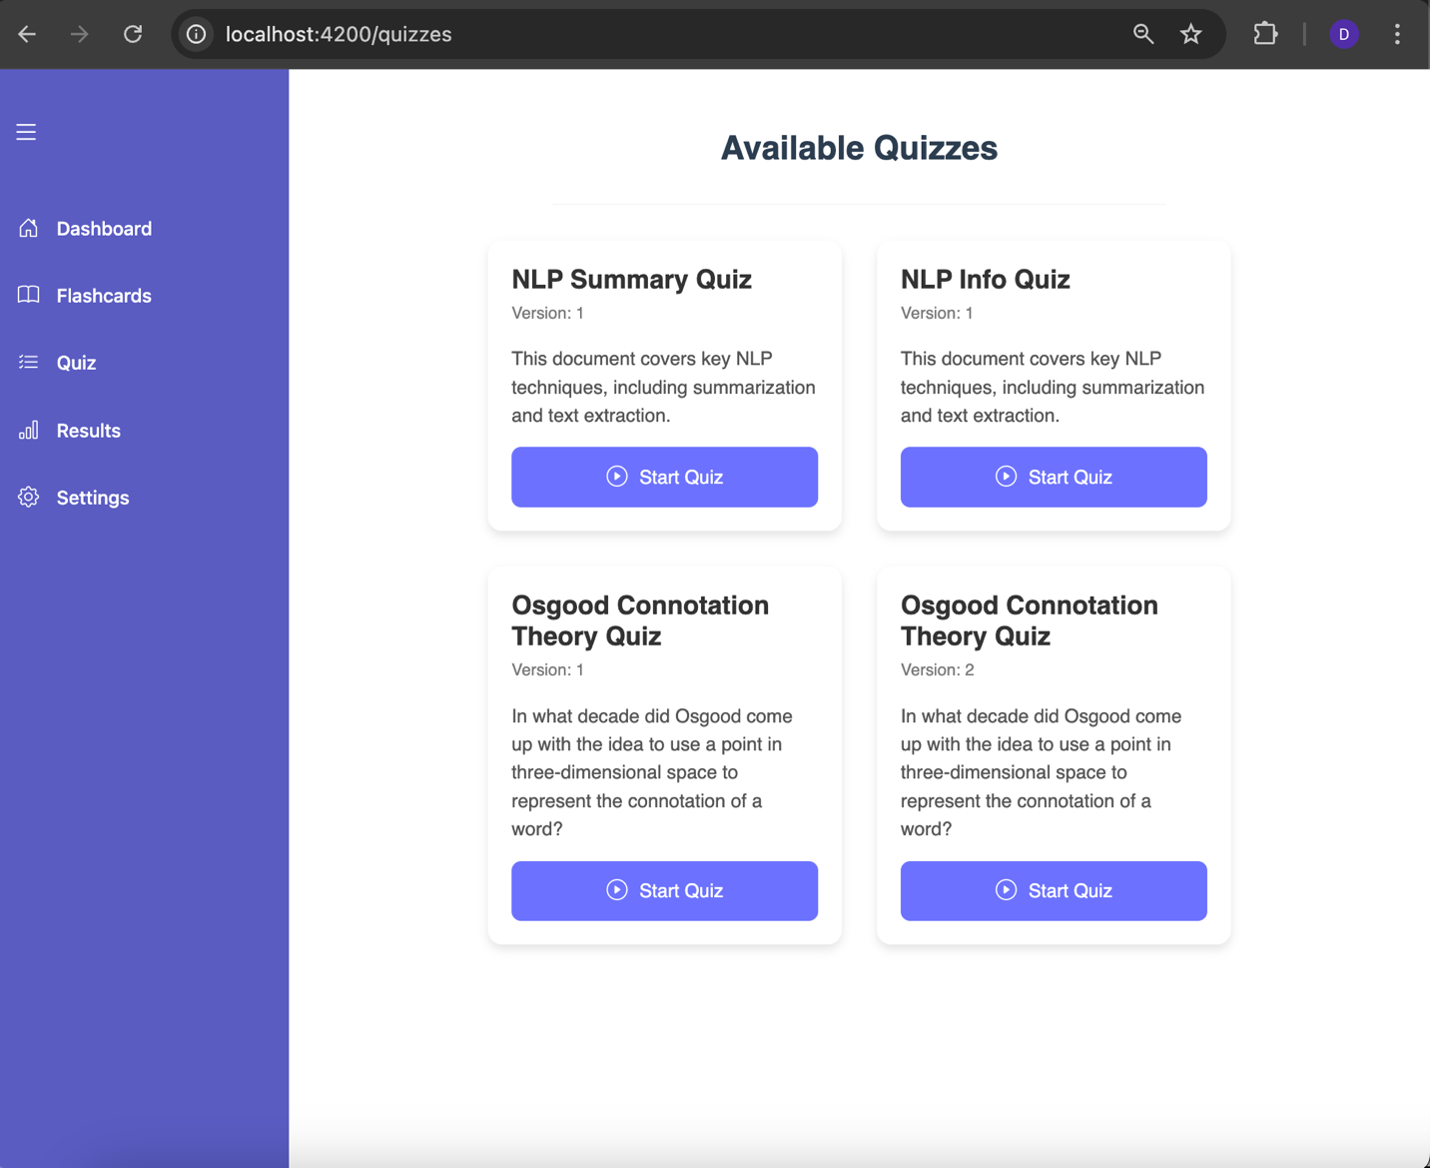 localhost:4200/quizzes
D
Dashboard
Flashcards
Quiz
Results
Settings
Available Quizzes
NLP Summary Quiz
Version: 1
This document covers key NLP
techniques, including summarization
and text extraction.
Start Quiz
NLP Info Quiz
Version: 1
This document covers key NLP
techniques, including summarization
and text extraction.
Start Quiz
Osgood Connotation
Theory Quiz
Version: 1
In what decade did Osgood come
up with the idea to use a point in
three-dimensional space to
represent the connotation of a
word?
Start Quiz
Osgood Connotation
Theory Quiz
Version: 2
In what decade did Osgood come
up with the idea to use a point in
three-dimensional space to
represent the connotation of a
word?
Start Quiz